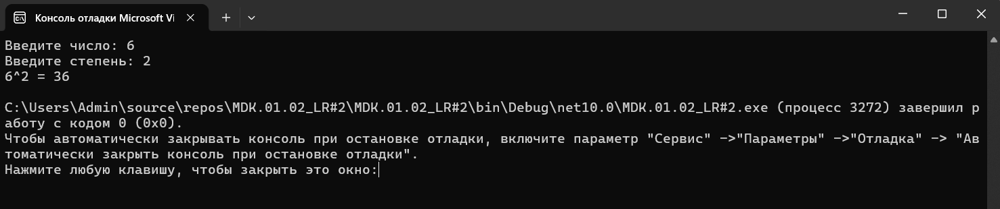 Консоль отладки Microsoft Vi
Введите число: 6
Введите степень: 2
6^2 = 36
C:\Users\Admin\source\repos\MDK.01.02_LR#2\MDK.01.02_LR#2\bin\Debug\net10.0\MDK.01.02_LR#2.exe (процесс 3272) завершил р
аботу с кодом 0 (0x0).
Чтобы автоматически закрывать консоль при остановке отладки, включите параметр "Сервис" ->"Параметры" ->"Отладка" -> "Ав
томатически закрыть консоль при остановке отладки".
Нажмите любую клавишу, чтобы закрыть это окно: